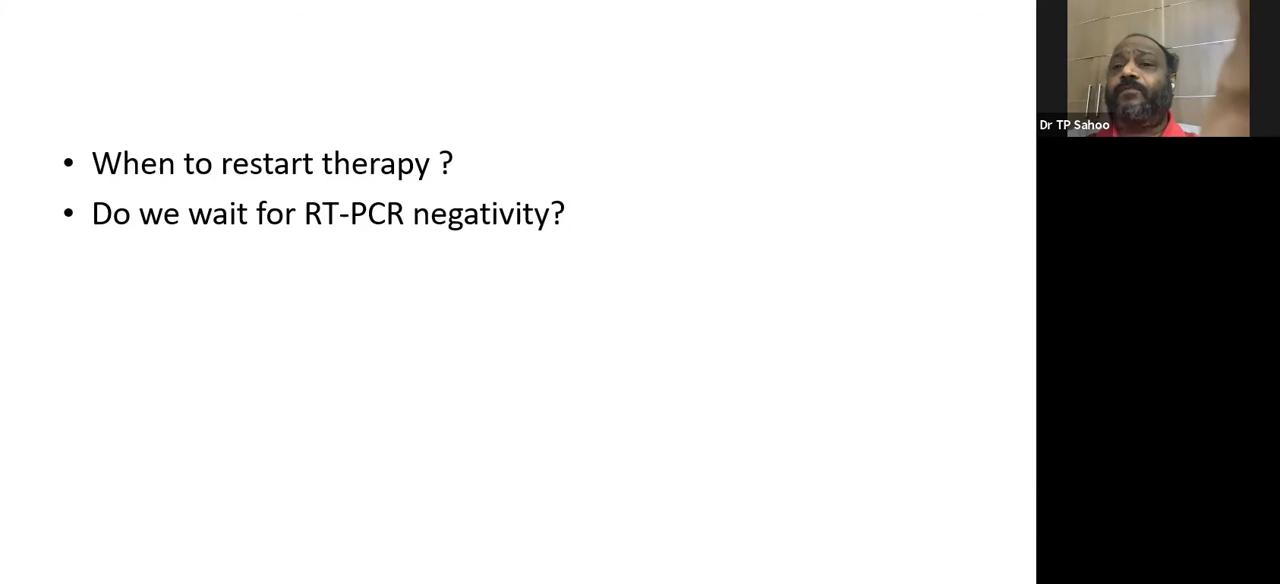 • When to restart therapy ?
• Do we wait for RT-PCR negativity?
Dr TP Sahoo